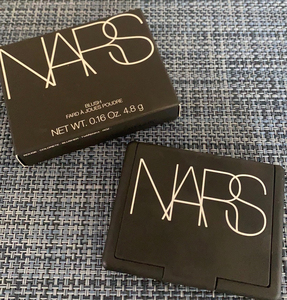 NARS
BLUSH
FARD À JOUES POUDRE
NET WT. 0.16 Oz. 4.8 g
NARS